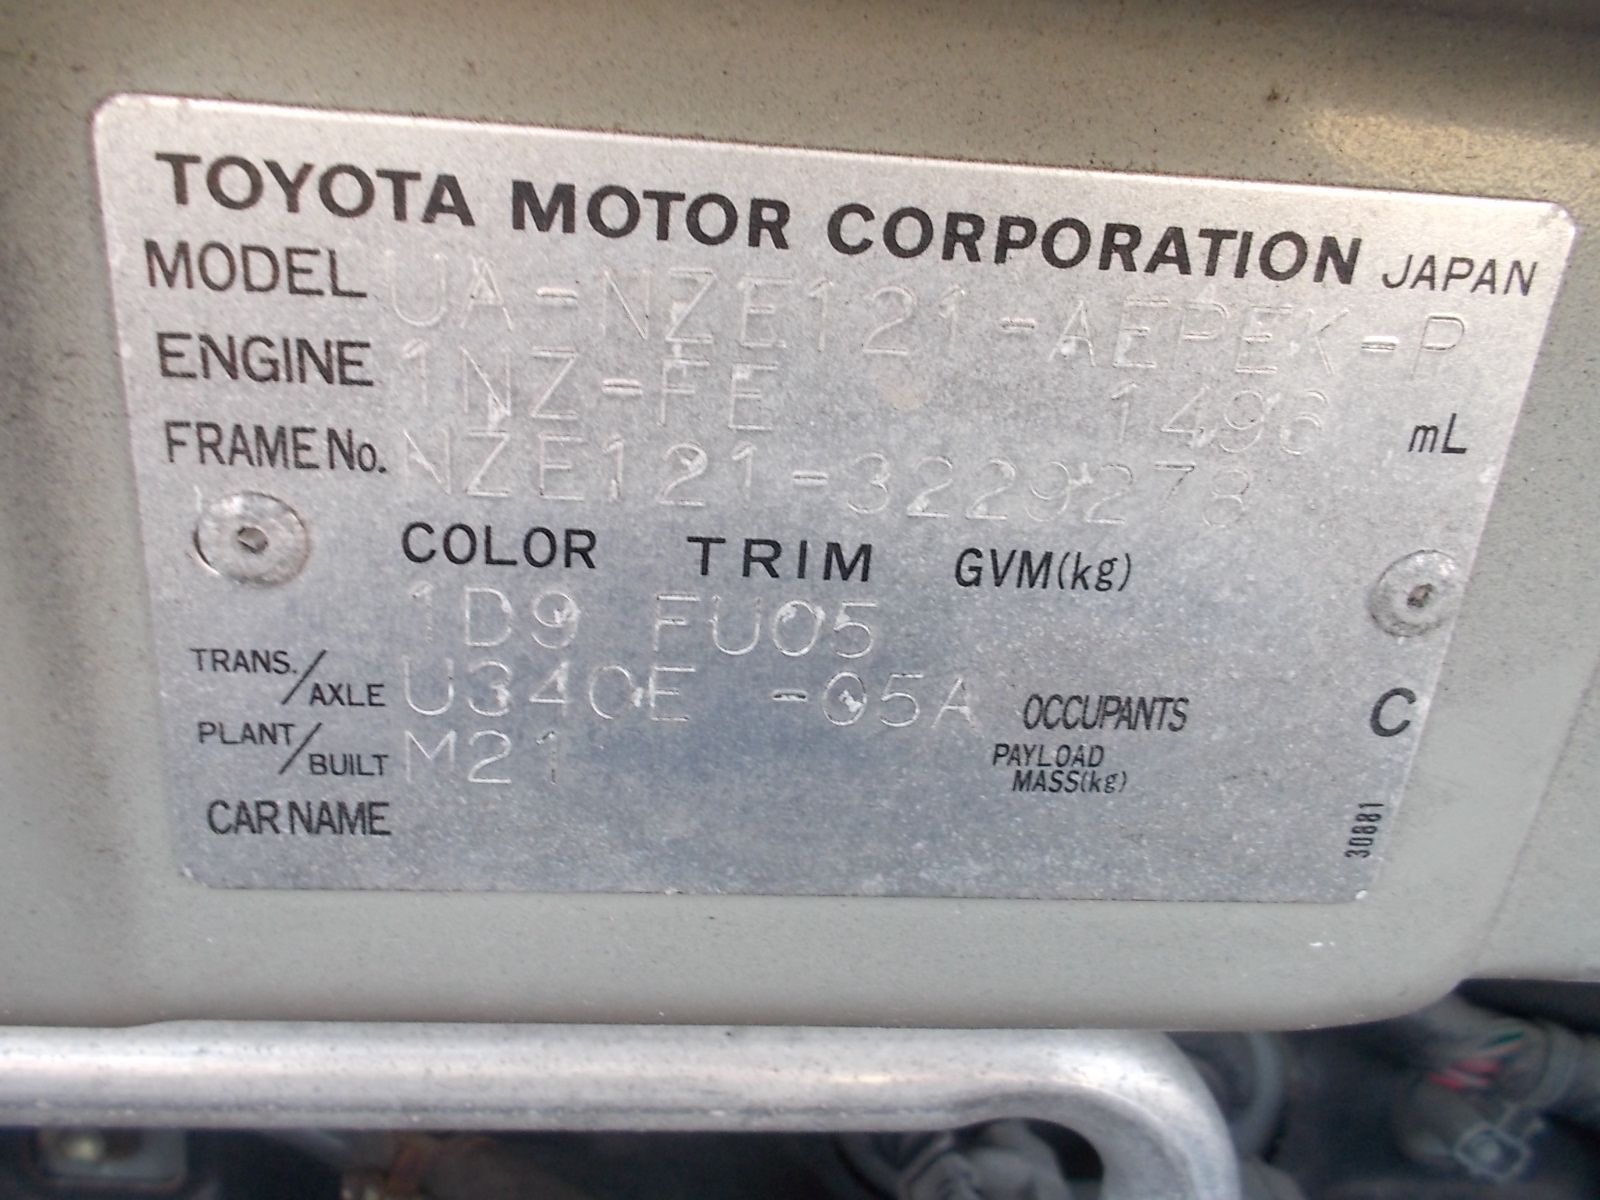 TOYOTA MOTOR CORPORATION JAPAN
MODEL UA-NZE121-AEPEK-P
ENGINE 1NZ-FE 1496 mL
FRAME No. NZE121-3229278
COLOR TRIM GVM(kg)
1D9 FU05
TRANS./AXLE U340E -05A OCCUPANTS C
PLANT/BUILT M21 PAYLOAD MASS(kg)
CAR NAME
30881